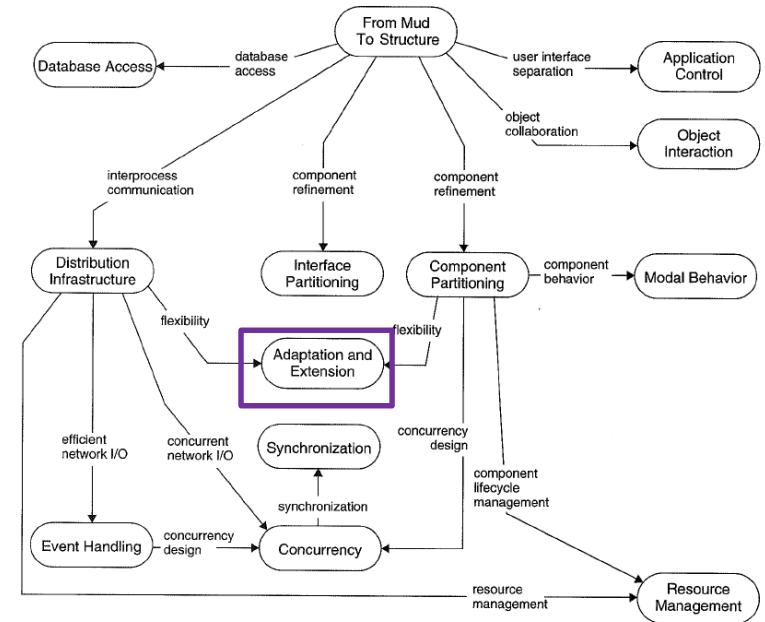 From Mud
To Structure
Database Access
database
access
user interface
separation
Application
Control
object
collaboration
Object
Interaction
interprocess
communication
component
refinement
component
refinement
Distribution
Infrastructure
Interface
Partitioning
Component
Partitioning
component
behavior
Modal Behavior
flexibility
flexibility
Adaptation and
Extension
efficient
network I/O
concurrent
network I/O
Synchronization
concurrency
design
component
lifecycle
management
synchronization
Event Handling
concurrency
design
Concurrency
resource
management
Resource
Management